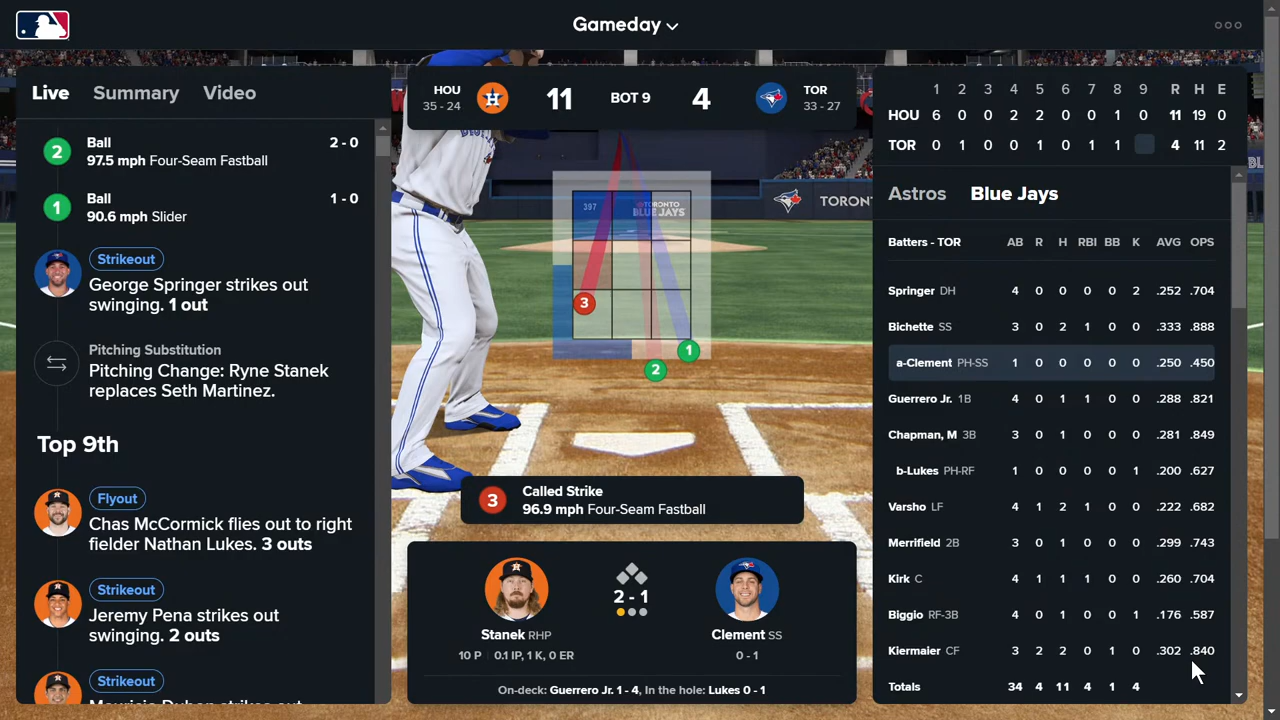 Gameday
Live Summary Video
2 Ball 2 - 0
97.5 mph Four-Seam Fastball
1 Ball 1 - 0
90.6 mph Slider
Strikeout
George Springer strikes out
swinging. 1 out
Pitching Substitution
Pitching Change: Ryne Stanek
replaces Seth Martinez.
Top 9th
Flyout
Chas McCormick flies out to right
fielder Nathan Lukes. 3 outs
Strikeout
Jeremy Pena strikes out
swinging. 2 outs
Strikeout
Mauricio Dubon strikes out
HOU
35 - 24
11
BOT 9
4
TOR
33 - 27
397
TORONTO
BLUE JAYS
TORON
3
1
2
3 Called Strike
96.9 mph Four-Seam Fastball
Stanek RHP
10 P 0.1 IP, 1 K, 0 ER
2 - 1
Clement SS
0 - 1
On-deck: Guerrero Jr. 1 - 4, In the hole: Lukes 0 - 1
1 2 3 4 5 6 7 8 9 R H E
HOU 6 0 0 2 2 0 0 1 0 11 19 0
TOR 0 1 0 0 1 0 1 1 4 11 2
Astros Blue Jays
Batters - TOR AB R H RBI BB K AVG OPS
Springer DH 4 0 0 0 0 2 .252 .704
Bichette SS 3 0 2 1 0 0 .333 .888
a-Clement PH-SS 1 0 0 0 0 0 .250 .450
Guerrero Jr. 1B 4 0 1 1 0 0 .288 .821
Chapman, M 3B 3 0 1 0 0 0 .281 .849
b-Lukes PH-RF 1 0 0 0 0 1 .200 .627
Varsho LF 4 1 2 1 0 0 .222 .682
Merrifield 2B 3 0 1 0 0 0 .299 .743
Kirk C 4 1 1 1 0 0 .260 .704
Biggio RF-3B 4 0 1 0 0 1 .176 .587
Kiermaier CF 3 2 2 0 1 0 .302 .840
Totals 34 4 11 4 1 4